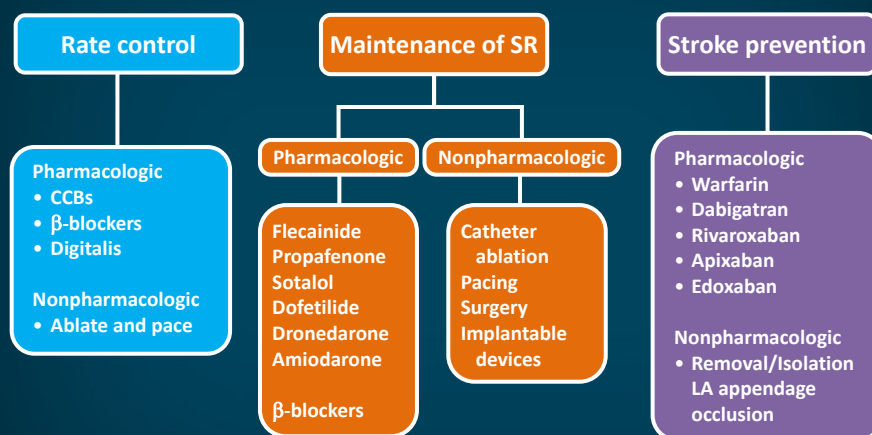 Rate control
Pharmacologic
• CCBs
• β-blockers
• Digitalis
Nonpharmacologic
• Ablate and pace
Maintenance of SR
Pharmacologic
Flecainide
Propafenone
Sotalol
Dofetilide
Dronedarone
Amiodarone
β-blockers
Nonpharmacologic
Catheter
ablation
Pacing
Surgery
Implantable
devices
Stroke prevention
Pharmacologic
• Warfarin
• Dabigatran
• Rivaroxaban
• Apixaban
• Edoxaban
Nonpharmacologic
• Removal/Isolation
LA appendage
occlusion